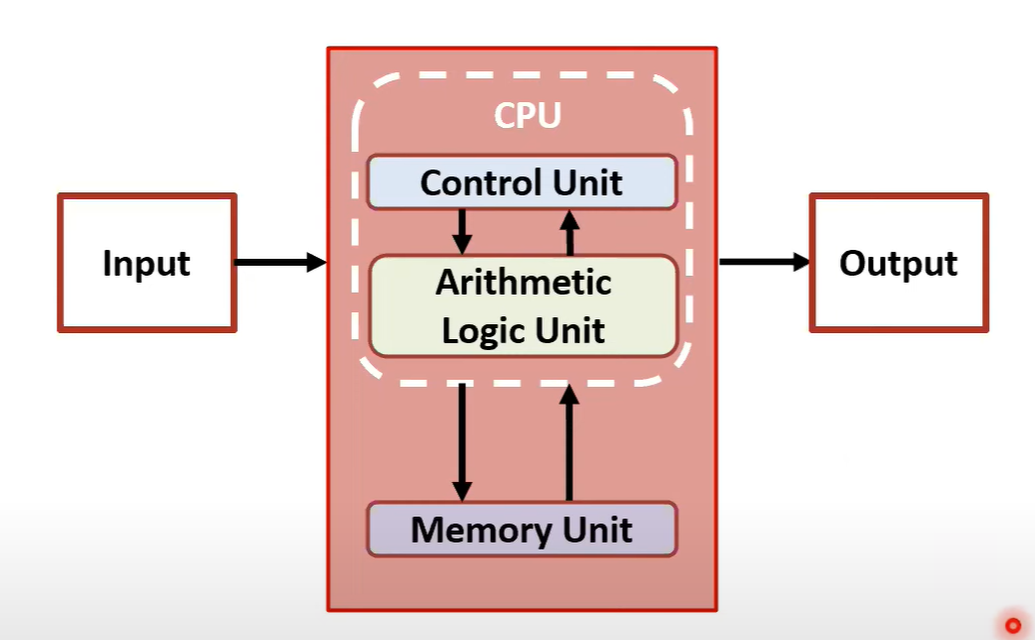 CPU
Control Unit
Input
Arithmetic
Logic Unit
Output
Memory Unit